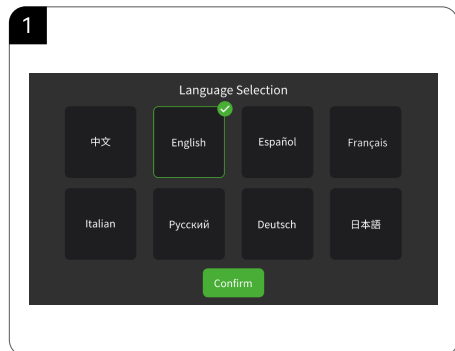 1
Language Selection
中文 English Español Français
Italian Русский Deutsch 日本語
Confirm